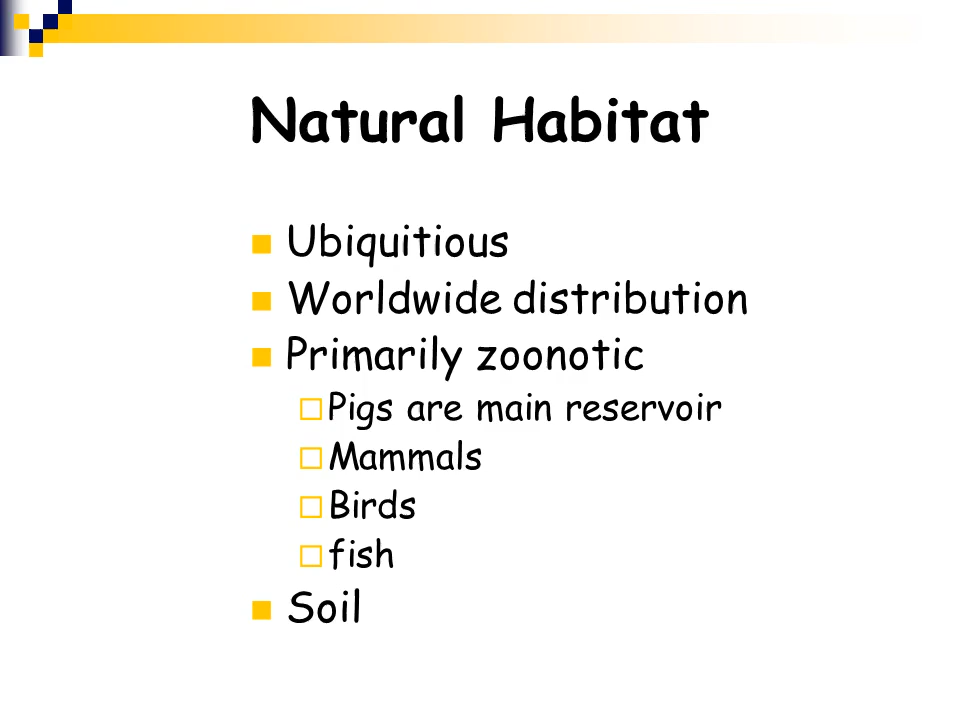 Natural Habitat
Ubiquitious
Worldwide distribution
Primarily zoonotic
Pigs are main reservoir
Mammals
Birds
fish
Soil